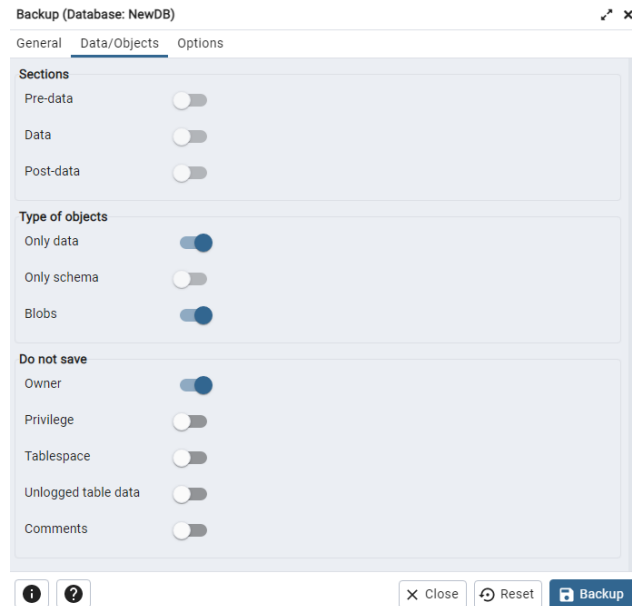 Backup (Database: NewDB)
General Data/Objects Options
Sections
Pre-data
Data
Post-data
Type of objects
Only data
Only schema
Blobs
Do not save
Owner
Privilege
Tablespace
Unlogged table data
Comments
Close Reset Backup